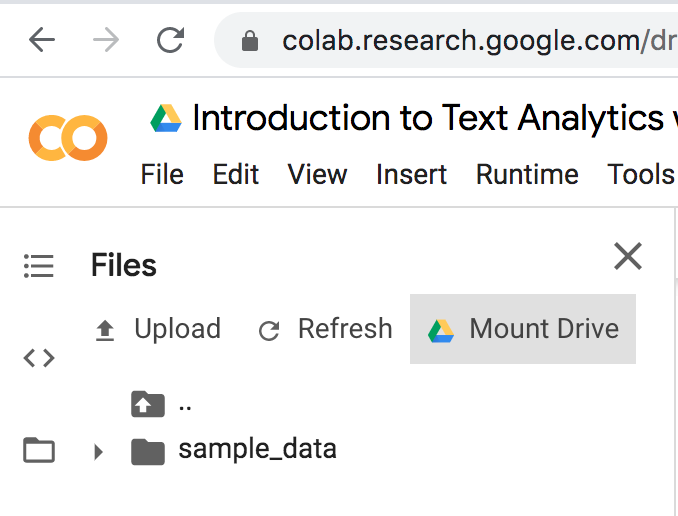 colab.research.google.com/dr
Introduction to Text Analytics
File Edit View Insert Runtime Tools
Files
Upload Refresh Mount Drive
..
sample_data